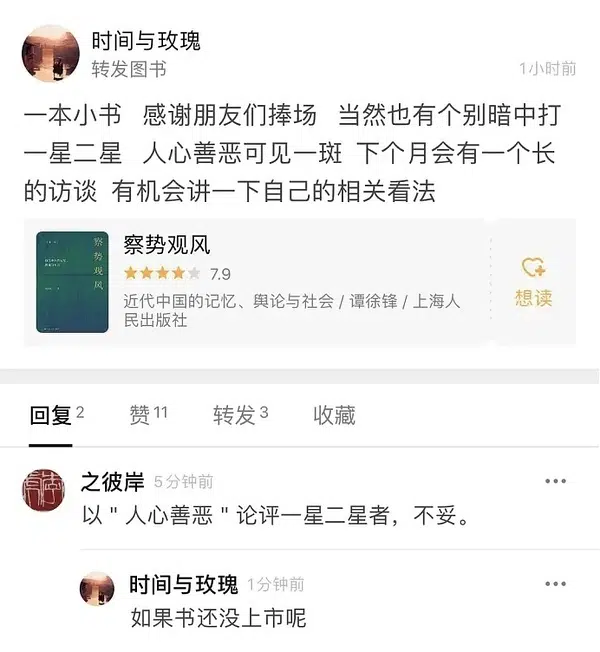 时间与玫瑰
转发图书
1小时前
一本小书 感谢朋友们捧场 当然也有个别暗中打
一星二星 人心善恶可见一斑 下个月会有一个长
的访谈 有机会讲一下自己的相关看法
察势观风
察势观风
7.9
近代中国的记忆、舆论与社会 / 谭徐锋 / 上海人
民出版社
想读
回复 2 赞 11 转发 3 收藏
之彼岸 5分钟前
以 " 人心善恶 " 论评一星二星者，不妥。
时间与玫瑰 1分钟前
如果书还没上市呢